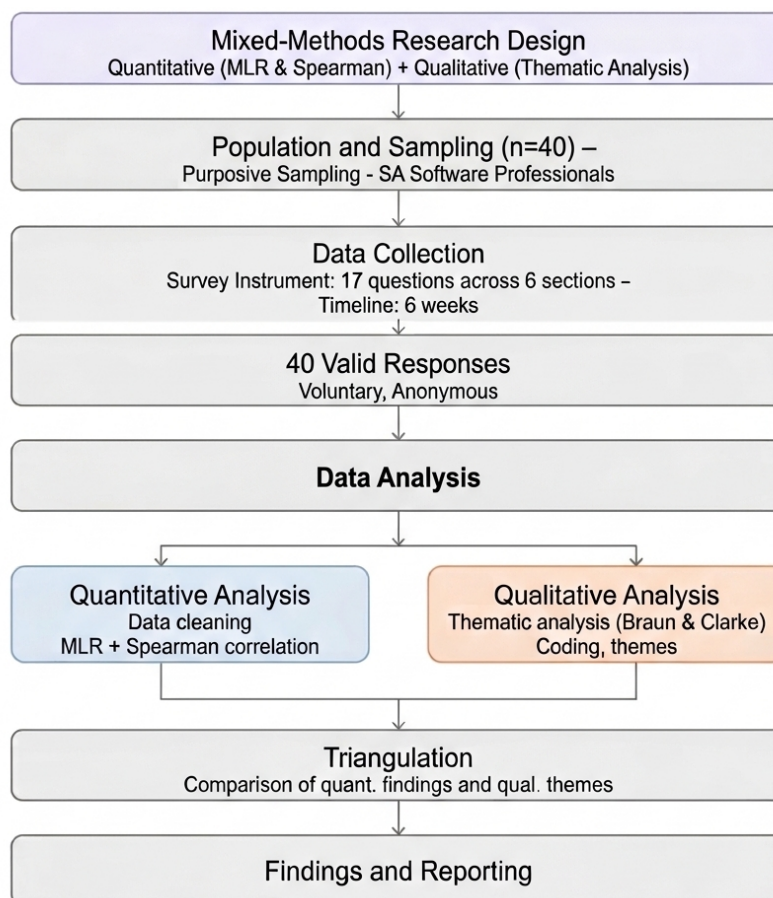 Mixed-Methods Research Design
Quantitative (MLR & Spearman) + Qualitative (Thematic Analysis)
Population and Sampling (n=40) –
Purposive Sampling - SA Software Professionals
Data Collection
Survey Instrument: 17 questions across 6 sections –
Timeline: 6 weeks
40 Valid Responses
Voluntary, Anonymous
Data Analysis
Quantitative Analysis
Data cleaning
MLR + Spearman correlation
Qualitative Analysis
Thematic analysis (Braun & Clarke)
Coding, themes
Triangulation
Comparison of quant. findings and qual. themes
Findings and Reporting